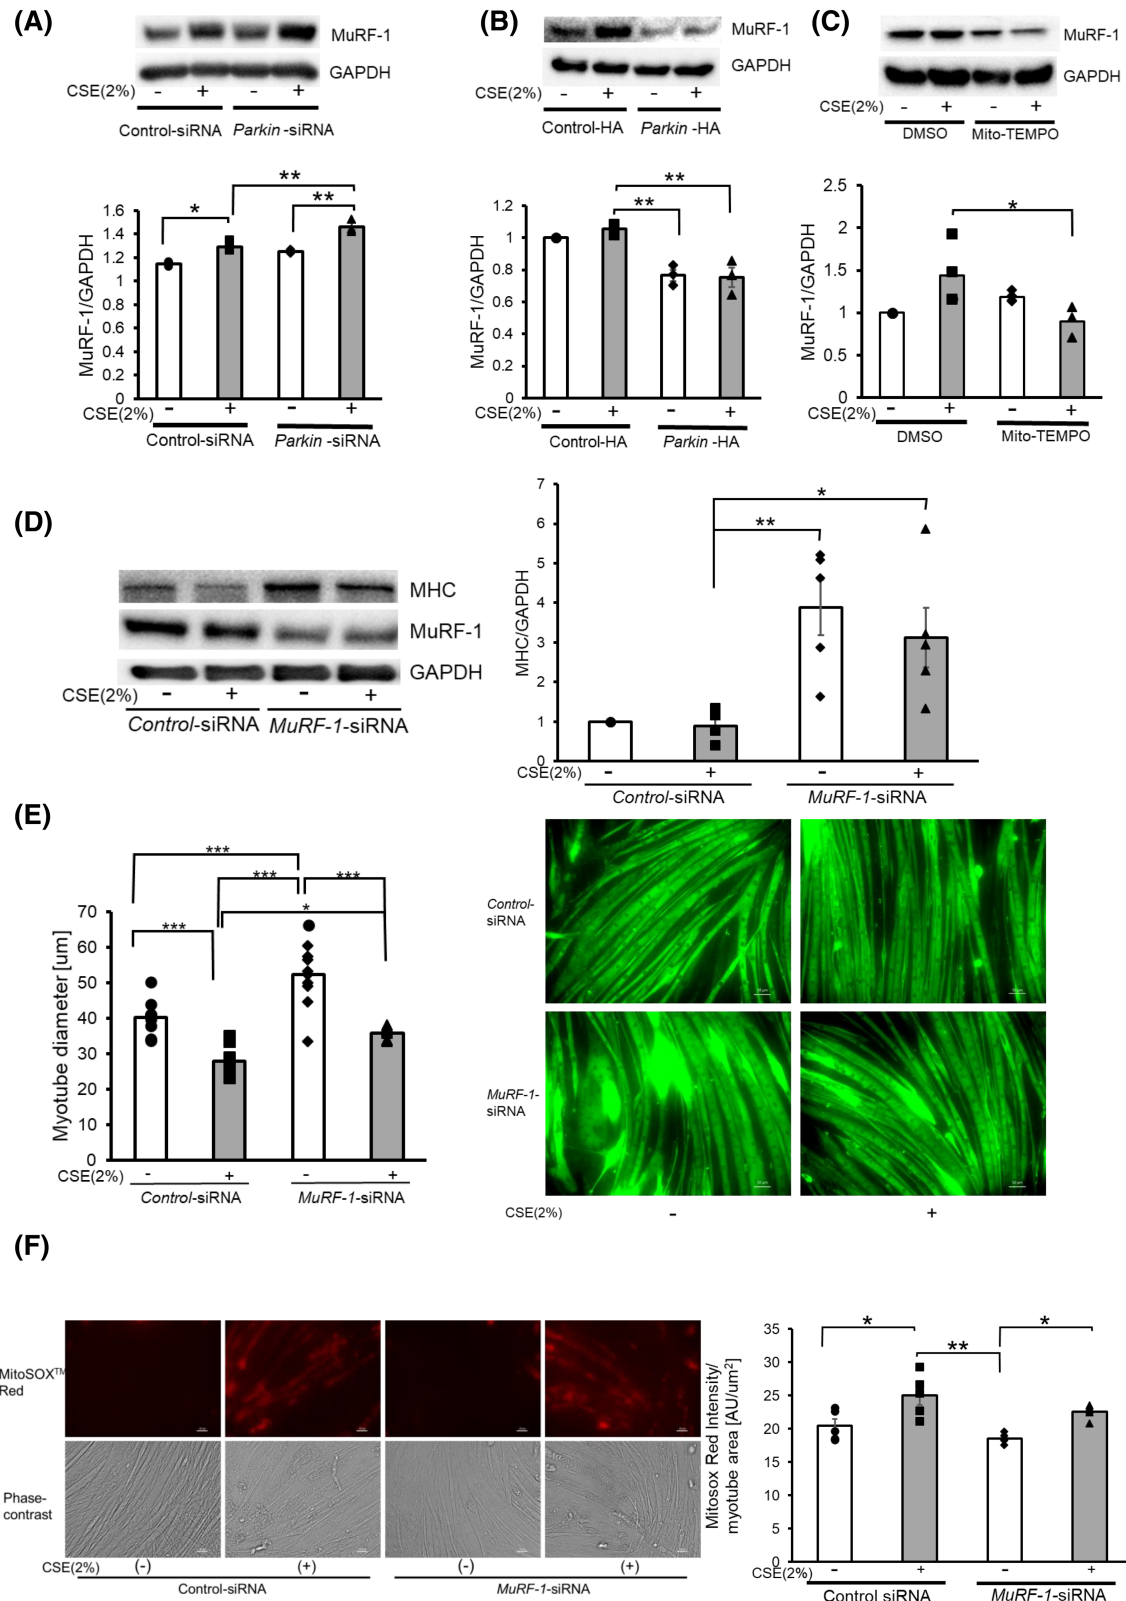 (A)
MuRF-1
GAPDH
CSE(2%) - + - +
Control-siRNA Parkin -siRNA
MuRF-1/GAPDH
1.6
1.4
1.2
1
0.8
0.6
0.4
0.2
0
* ** **
CSE(2%) - + - +
Control-siRNA Parkin -siRNA
(B)
MuRF-1
GAPDH
CSE(2%) - + - +
Control-HA Parkin -HA
MuRF-1/GAPDH
1.2
1
0.8
0.6
0.4
0.2
0
** **
CSE(2%) - + - +
Control-HA Parkin -HA
(C)
MuRF-1
GAPDH
CSE(2%) - + - +
DMSO Mito-TEMPO
MuRF-1/GAPDH
2.5
2
1.5
1
0.5
0
*
CSE(2%) - + - +
DMSO Mito-TEMPO
(D)
MHC
MuRF-1
GAPDH
CSE(2%) - + - +
Control-siRNA MuRF-1-siRNA
MHC/GAPDH
7
6
5
4
3
2
1
0
* **
CSE(2%) - + - +
Control-siRNA MuRF-1-siRNA
(E)
Myotube diameter [um]
70
60
50
40
30
20
10
0
*** *** *** *** *
CSE(2%) - + - +
Control-siRNA MuRF-1-siRNA
Control-
siRNA
MuRF-1-
siRNA
CSE(2%) - +
(F)
MitoSOX™
Red
Phase-
contrast
CSE(2%) (-) (+) (-) (+)
Control-siRNA MuRF-1-siRNA
Mitosox Red Intensity/
myotube area [AU/um²]
35
30
25
20
15
10
5
0
* ** *
CSE(2%) - + - +
Control siRNA MuRF-1-siRNA